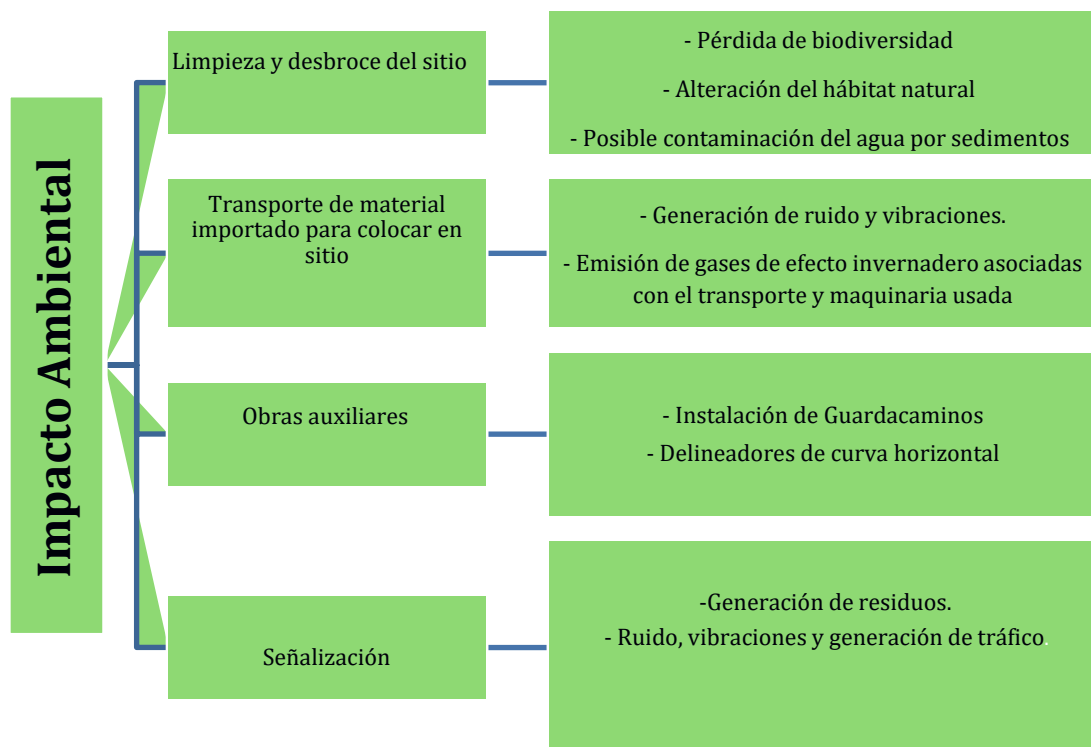 Impacto Ambiental
Limpieza y desbroce del sitio
- Pérdida de biodiversidad
- Alteración del hábitat natural
- Posible contaminación del agua por sedimentos
Transporte de material
importado para colocar en
sitio
- Generación de ruido y vibraciones.
- Emisión de gases de efecto invernadero asociadas
con el transporte y maquinaria usada
Obras auxiliares
- Instalación de Guardacaminos
- Delineadores de curva horizontal
Señalización
-Generación de residuos.
- Ruido, vibraciones y generación de tráfico.